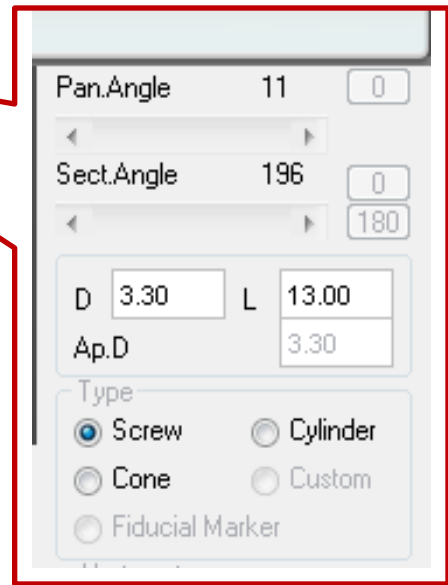 Pan.Angle 11 0
Sect.Angle 196 0
180
D 3.30 L 13.00
Ap.D 3.30
Type
Screw Cylinder
Cone Custom
Fiducial Marker